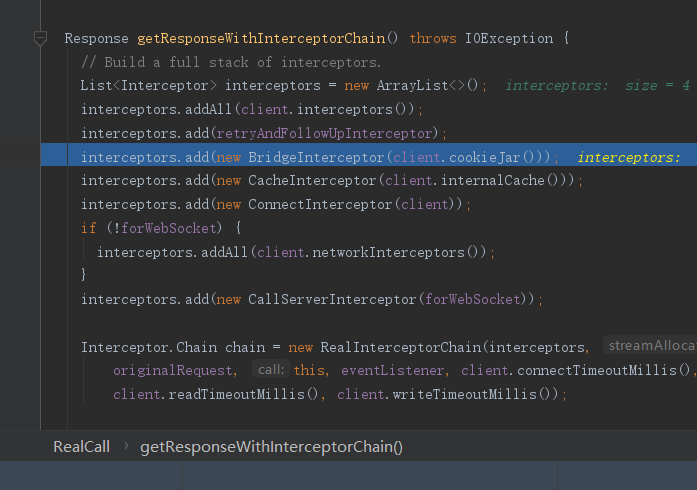 Response getResponseWithInterceptorChain() throws IOException {
// Build a full stack of interceptors.
List<Interceptor> interceptors = new ArrayList<>(); interceptors: size = 4
interceptors.addAll(client.interceptors());
interceptors.add(retryAndFollowUpInterceptor);
interceptors.add(new BridgeInterceptor(client.cookieJar())); interceptors:
interceptors.add(new CacheInterceptor(client.internalCache()));
interceptors.add(new ConnectInterceptor(client));
if (!forWebSocket) {
interceptors.addAll(client.networkInterceptors());
}
interceptors.add(new CallServerInterceptor(forWebSocket));
Interceptor.Chain chain = new RealInterceptorChain(interceptors, streamAlloca
originalRequest, call: this, eventListener, client.connectTimeoutMillis(),
client.readTimeoutMillis(), client.writeTimeoutMillis());
RealCall › getResponseWithInterceptorChain()